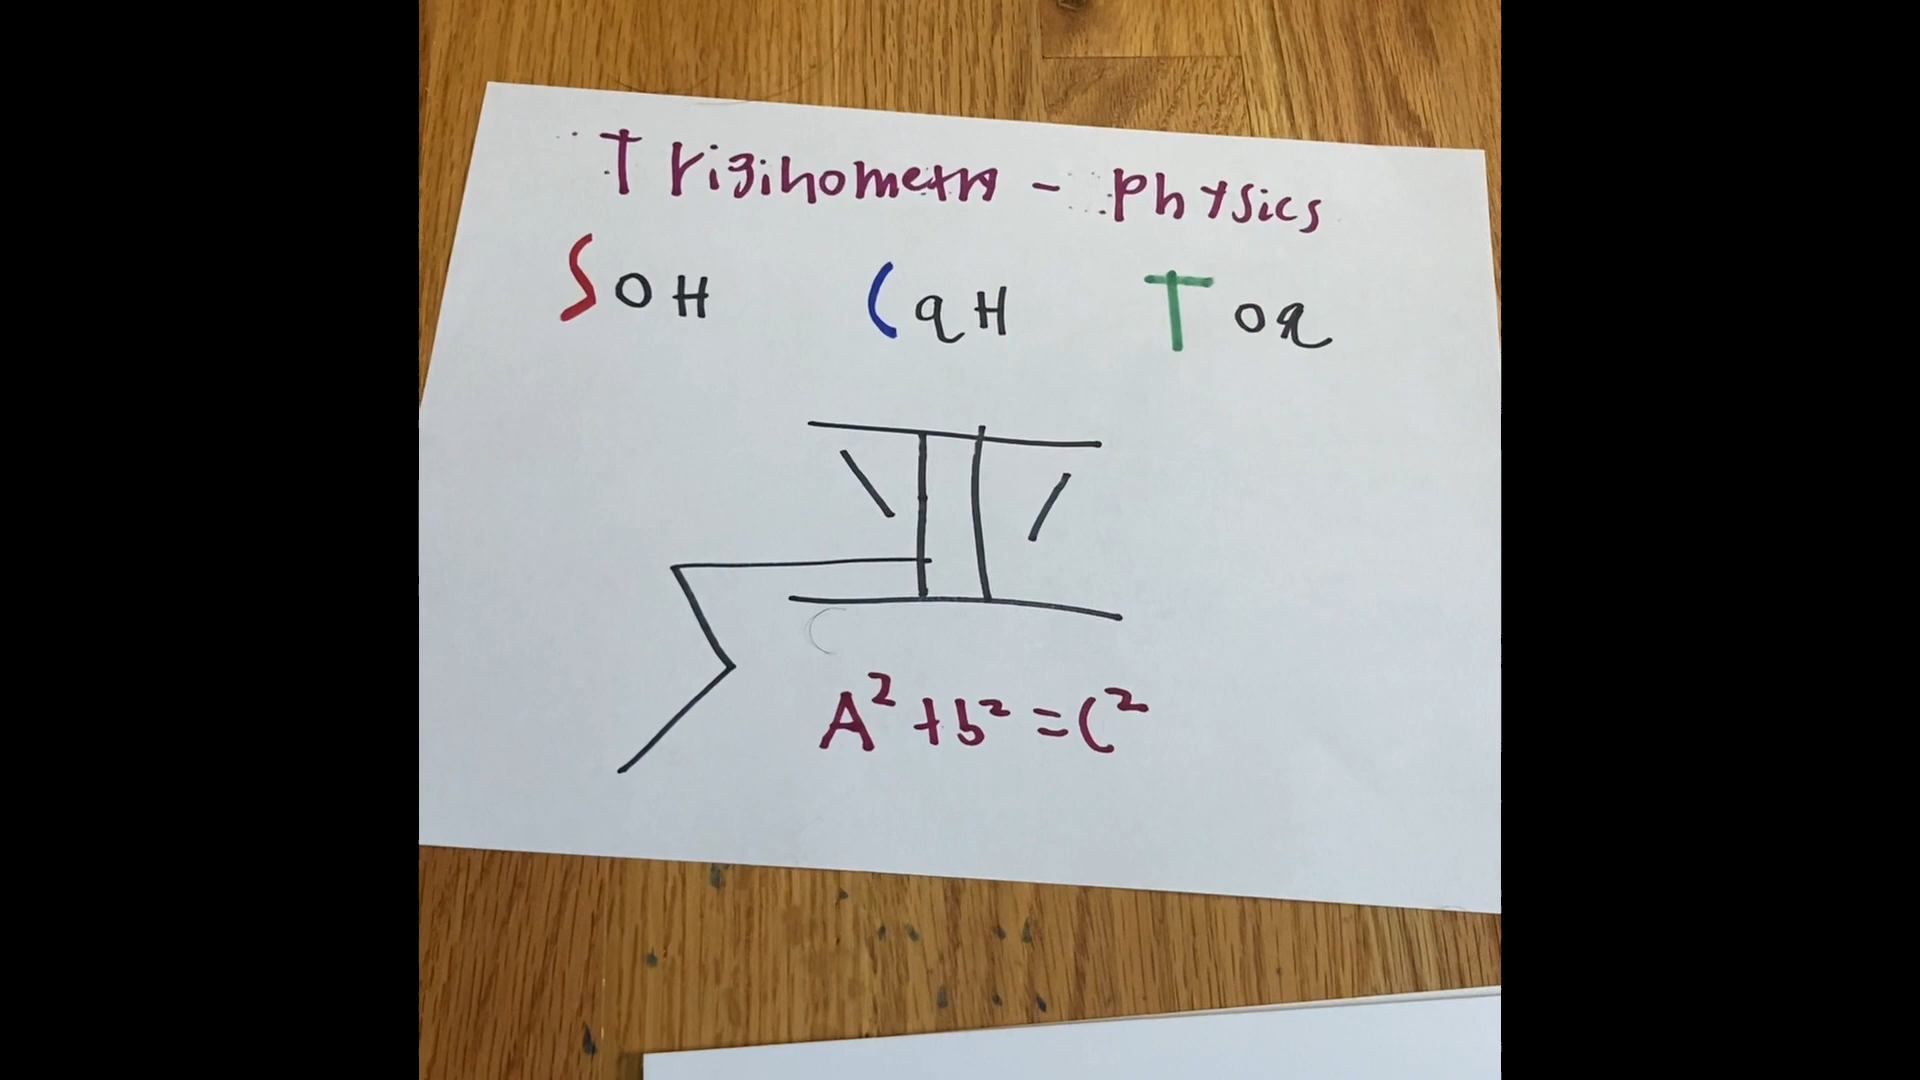 Trigihometry - Physics
SOH CaH Toa
A² + b² = C²